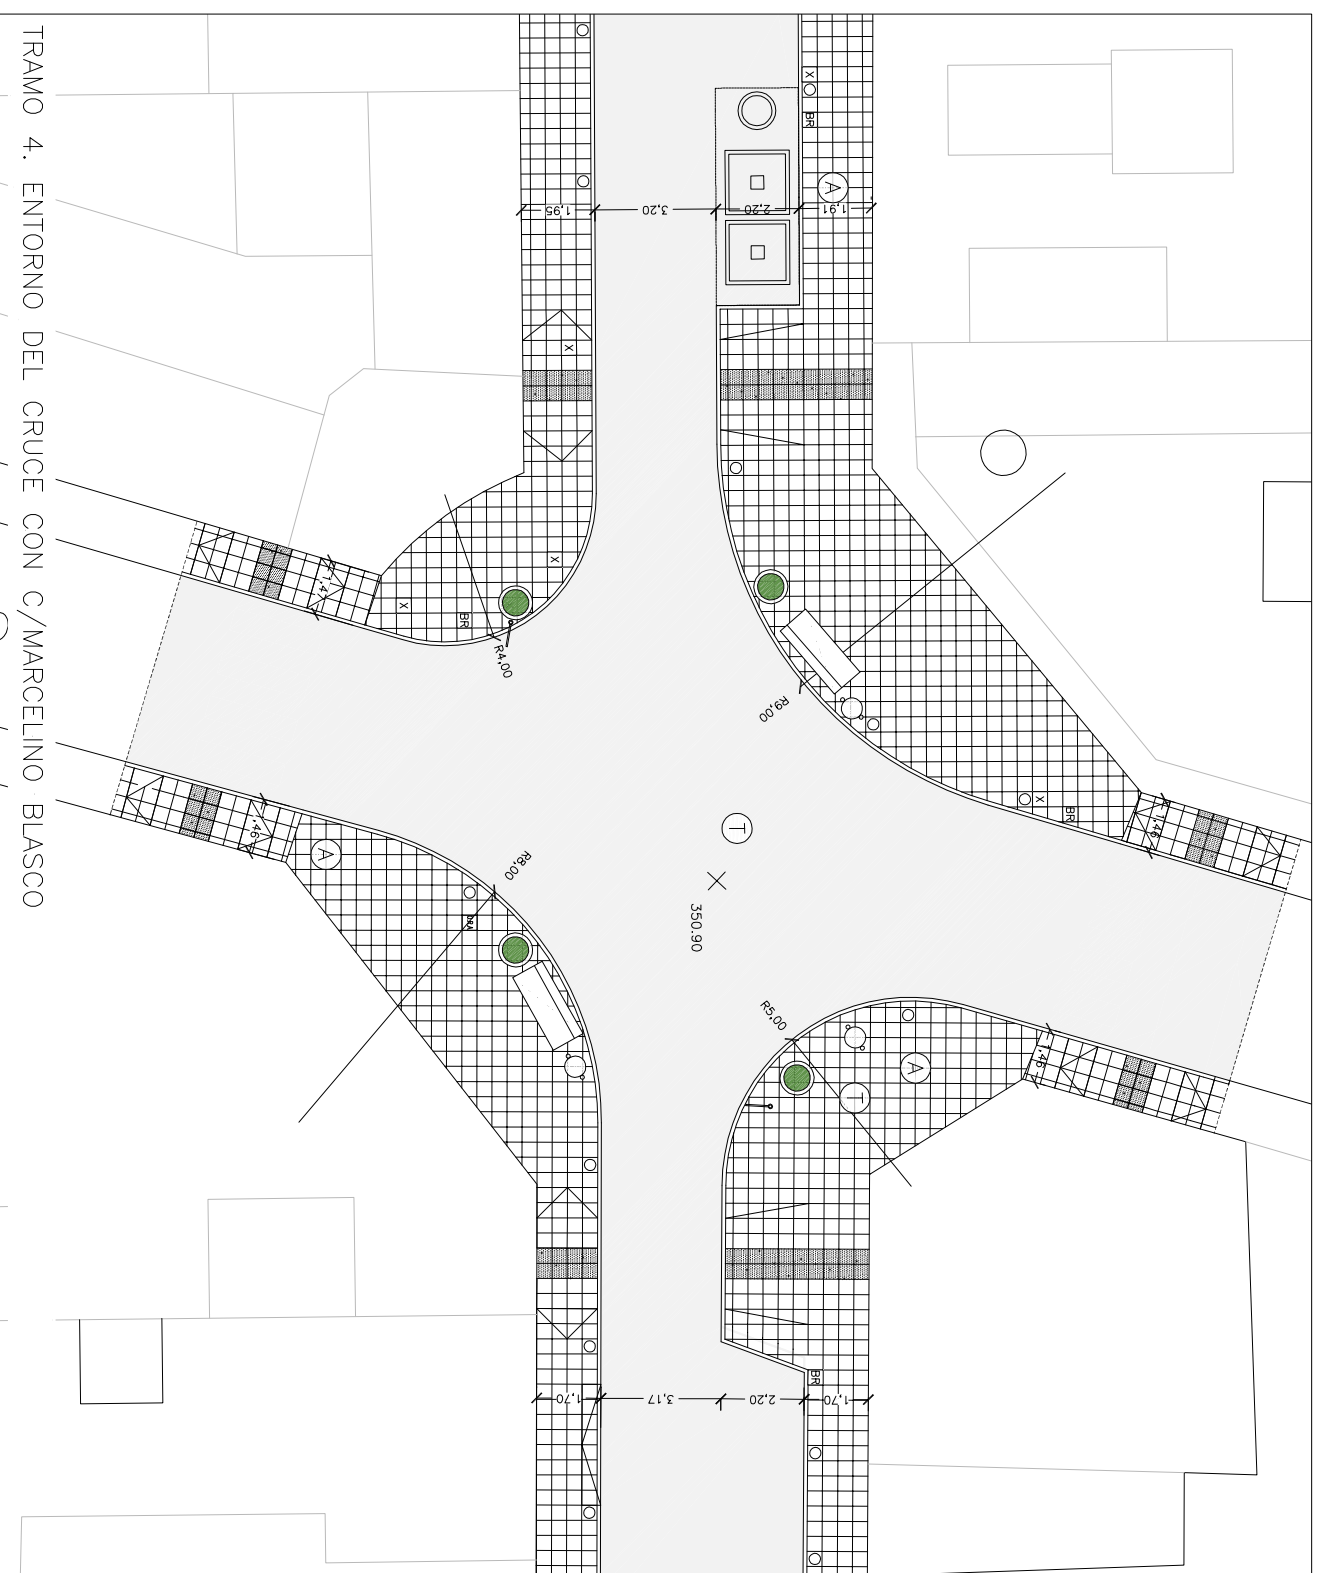 TRAMO 4. ENTORNO DEL CRUCE CON C/MARCELINO BLASCO
X
BR
A
1,95
3,20
2,20
1,91
X
X
1,47
X
BR
R4,00
R9,00
X
BR
1,46
1,46
A
R8,00
T
350.90
R5,00
A
T
1,46
BR
1,70
3,17
2,20
1,70